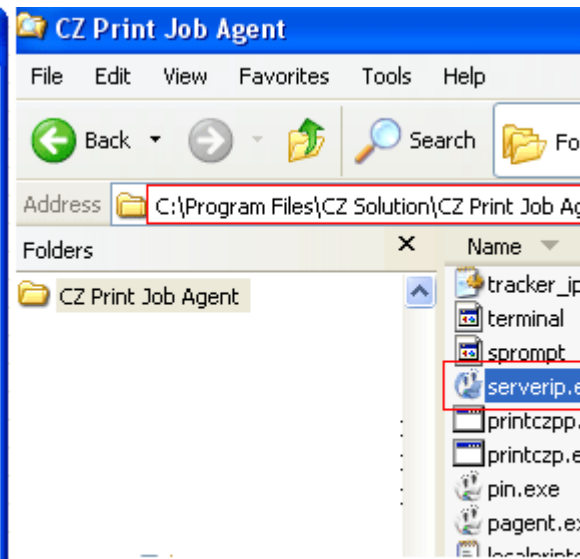 CZ Print Job Agent
File Edit View Favorites Tools Help
Back Search Fo
Address C:\Program Files\CZ Solution\CZ Print Job Ag
Folders X Name
CZ Print Job Agent
tracker_ip
terminal
sprompt
serverip.e
printczpp.
printczp.e
pin.exe
pagent.ex